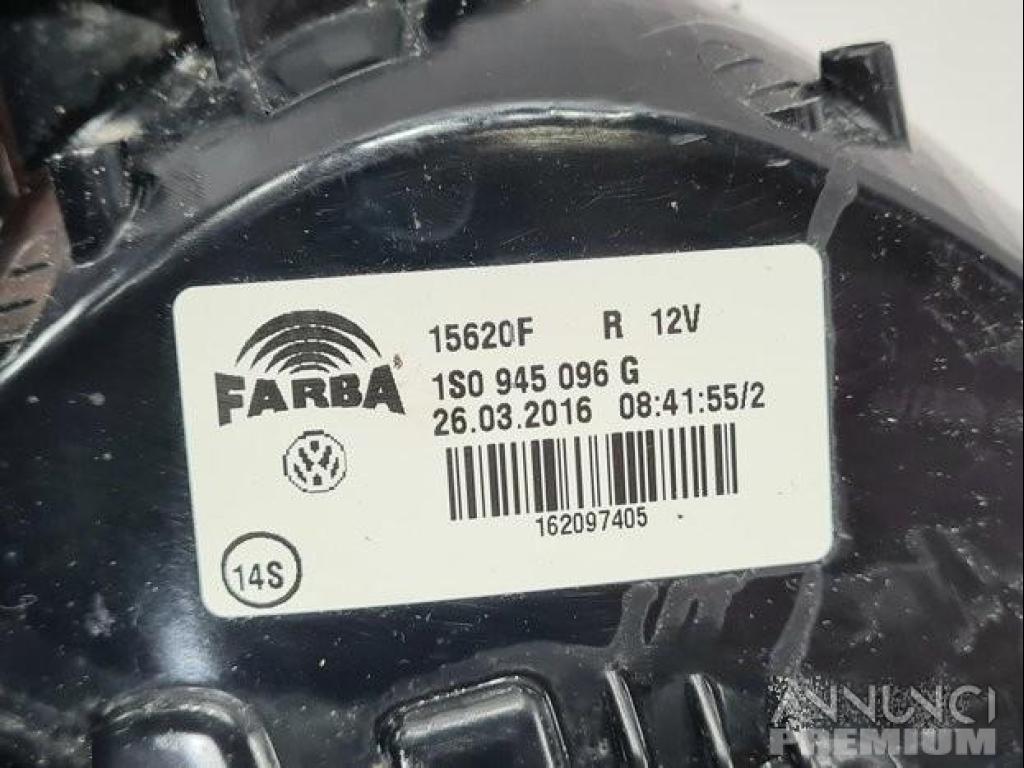 15620F R 12V
FARBA®
1S0 945 096 G
26.03.2016 08:41:55/2
162097405
14S
ANNUNCI
PREMIUM